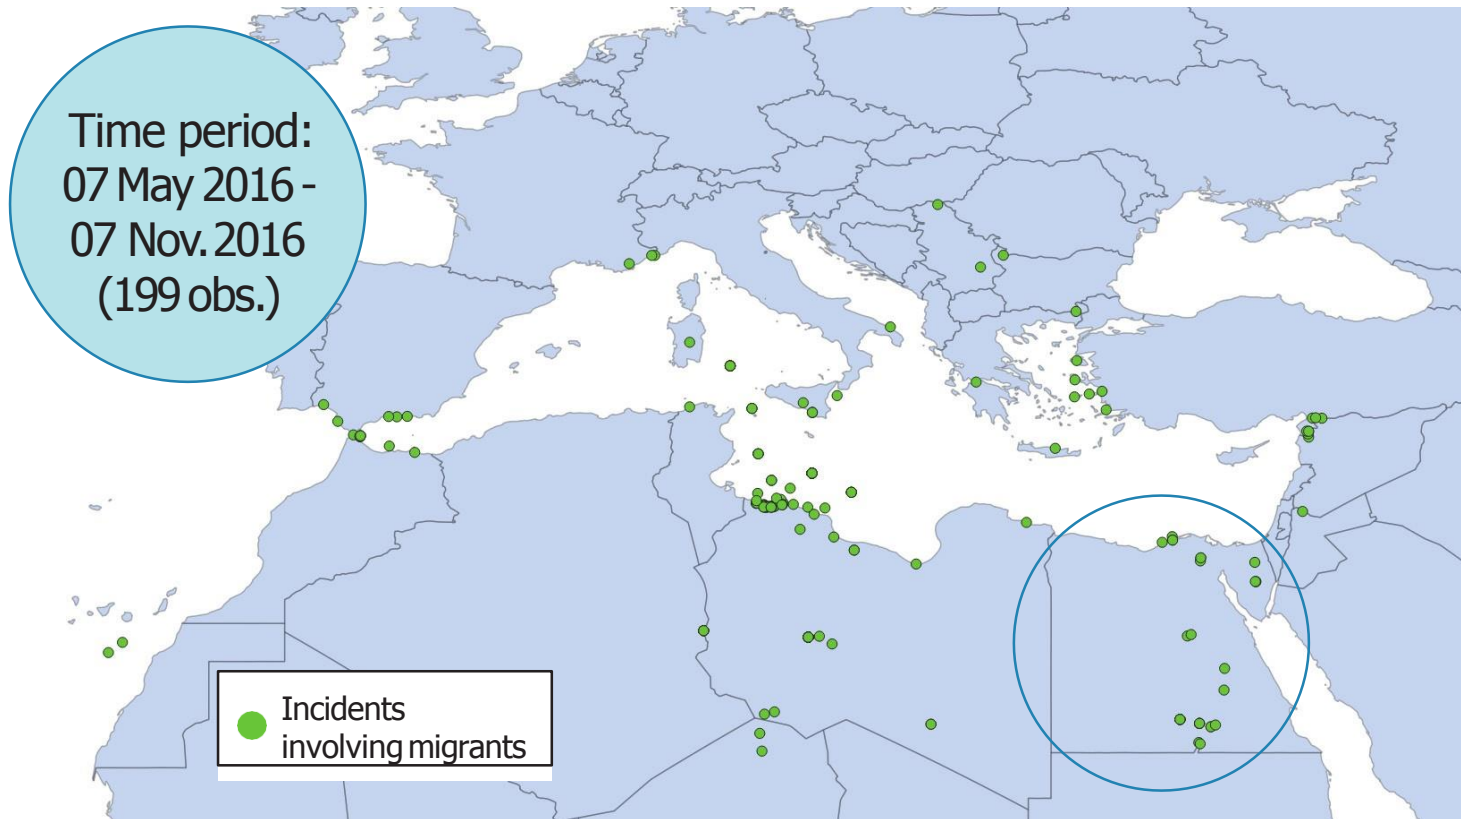 Time period:
07 May 2016 -
07 Nov. 2016
(199 obs.)
Incidents
involving migrants